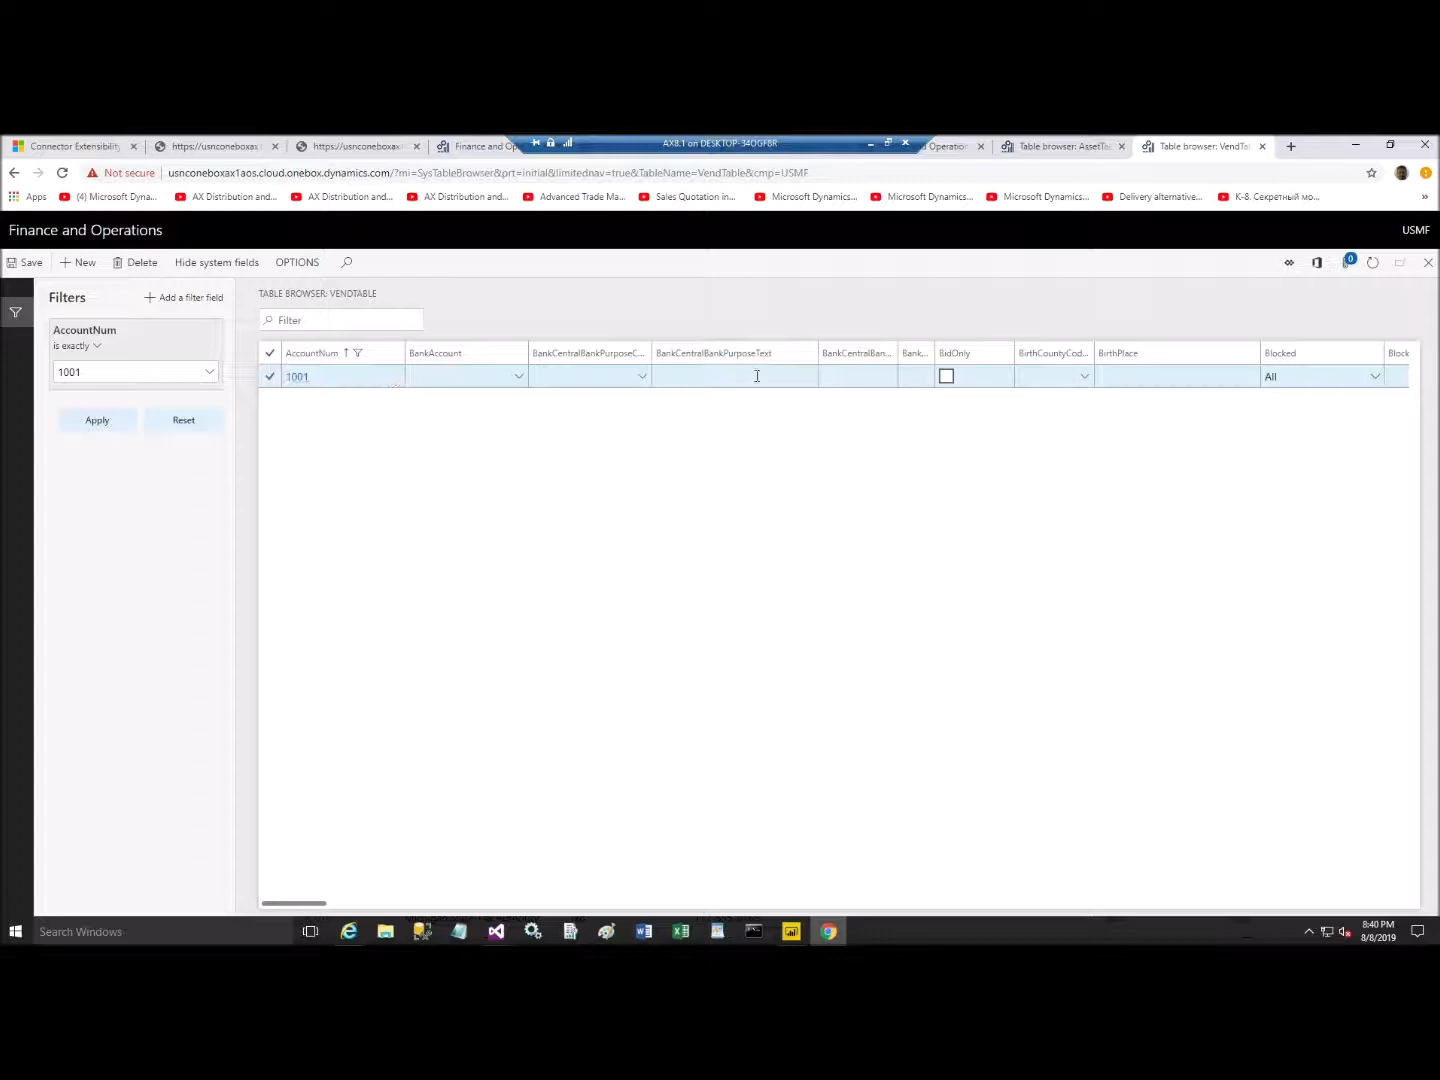 Connector Extensibility
https://usnconeboxax
https://usnconeboxax
Finance and Op
AX8.1 on DESKTOP-34OGF8R
d Operation
Table browser: AssetTa
Table browser: VendTa
Not secure
usnconeboxax1aos.cloud.onebox.dynamics.com/?mi=SysTableBrowser&prt=initial&limitednav=true&TableName=VendTable&cmp=USMF
Apps
(4) Microsoft Dyna...
AX Distribution and...
AX Distribution and...
AX Distribution and...
Advanced Trade Ma...
Sales Quotation in...
Microsoft Dynamics...
Microsoft Dynamics...
Microsoft Dynamics...
Delivery alternative...
К-8. Секретный мо...
»
Finance and Operations
USMF
Save
New
Delete
Hide system fields
OPTIONS
0
Filters
Add a filter field
AccountNum
is exactly
1001
Apply
Reset
TABLE BROWSER: VENDTABLE
Filter
AccountNum
BankAccount
BankCentralBankPurposeC...
BankCentralBankPurposeText
BankCentralBan...
Bank...
BidOnly
BirthCountyCod...
BirthPlace
Blocked
Block
1001
All
Search Windows
8:40 PM
8/8/2019